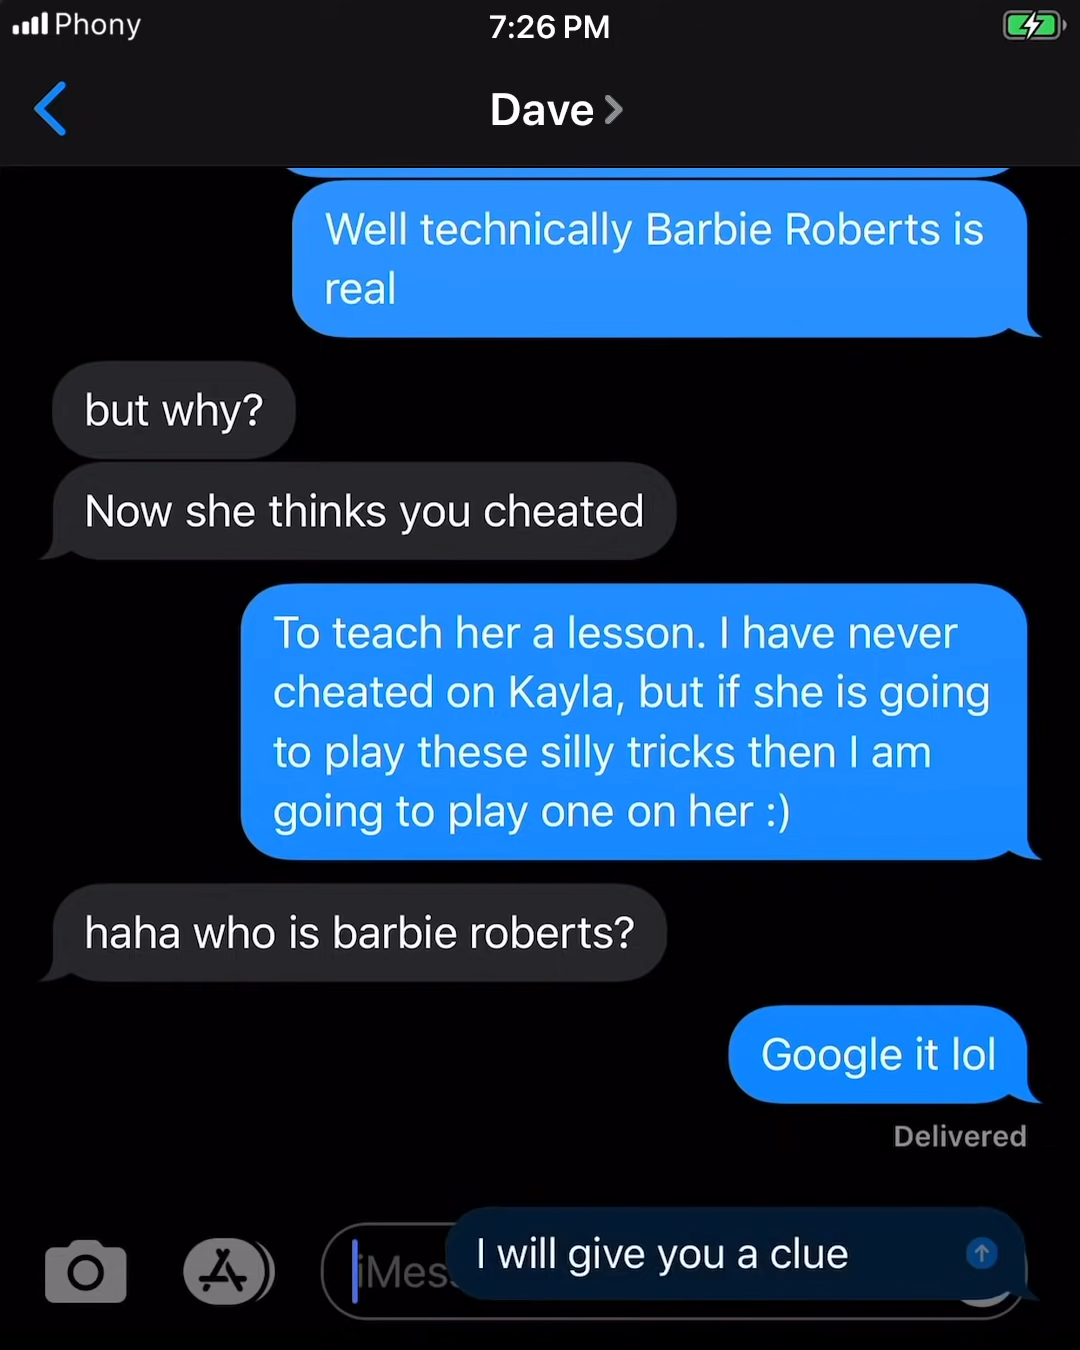 Phony
7:26 PM
Dave
Well technically Barbie Roberts is
real
but why?
Now she thinks you cheated
To teach her a lesson. I have never
cheated on Kayla, but if she is going
to play these silly tricks then I am
going to play one on her :)
haha who is barbie roberts?
Google it lol
Delivered
iMes
I will give you a clue